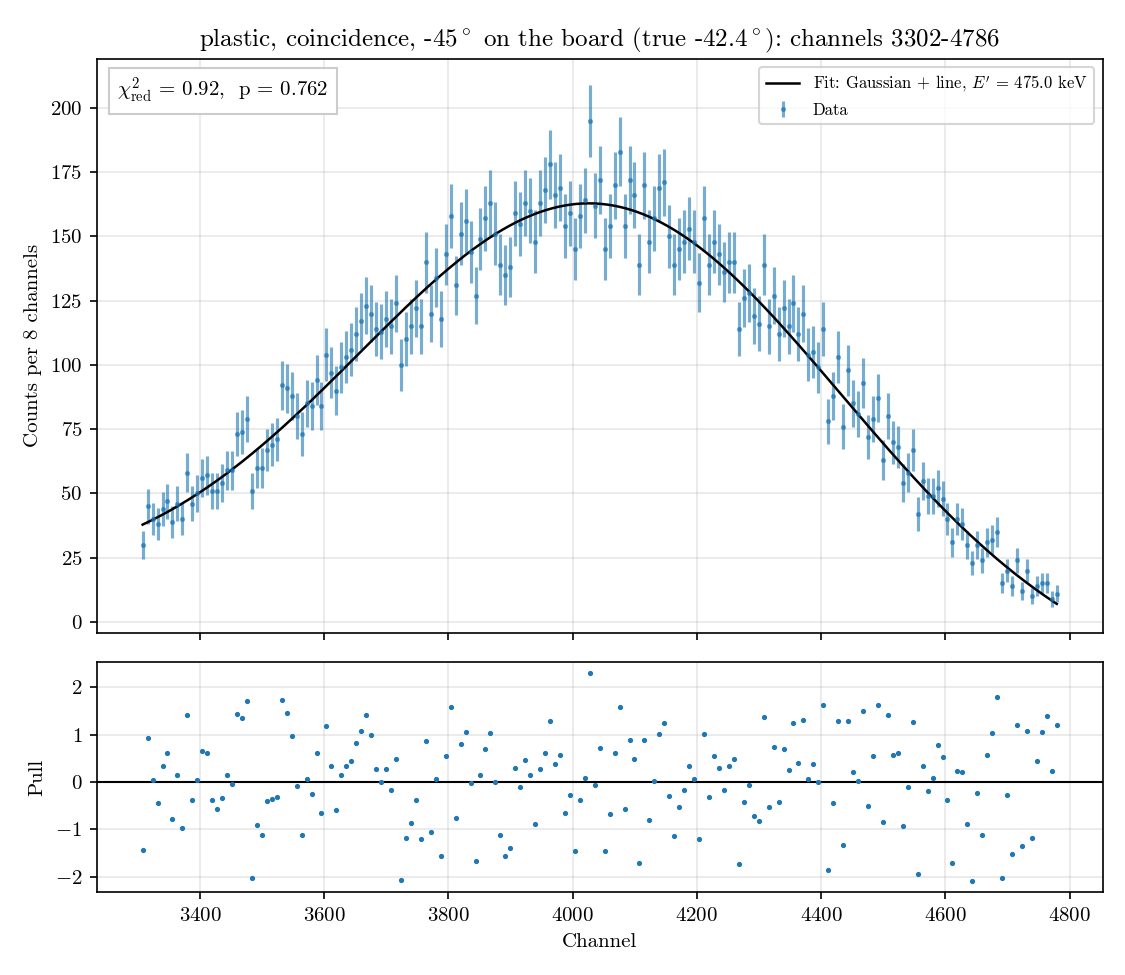 plastic, coincidence, -45° on the board (true -42.4°): channels 3302-4786
χ²red = 0.92, p = 0.762
Fit: Gaussian + line, E′ = 475.0 keV
Data
Counts per 8 channels
200
175
150
125
100
75
50
25
0
Pull
2
1
0
−1
−2
3400 3600 3800 4000 4200 4400 4600 4800
Channel